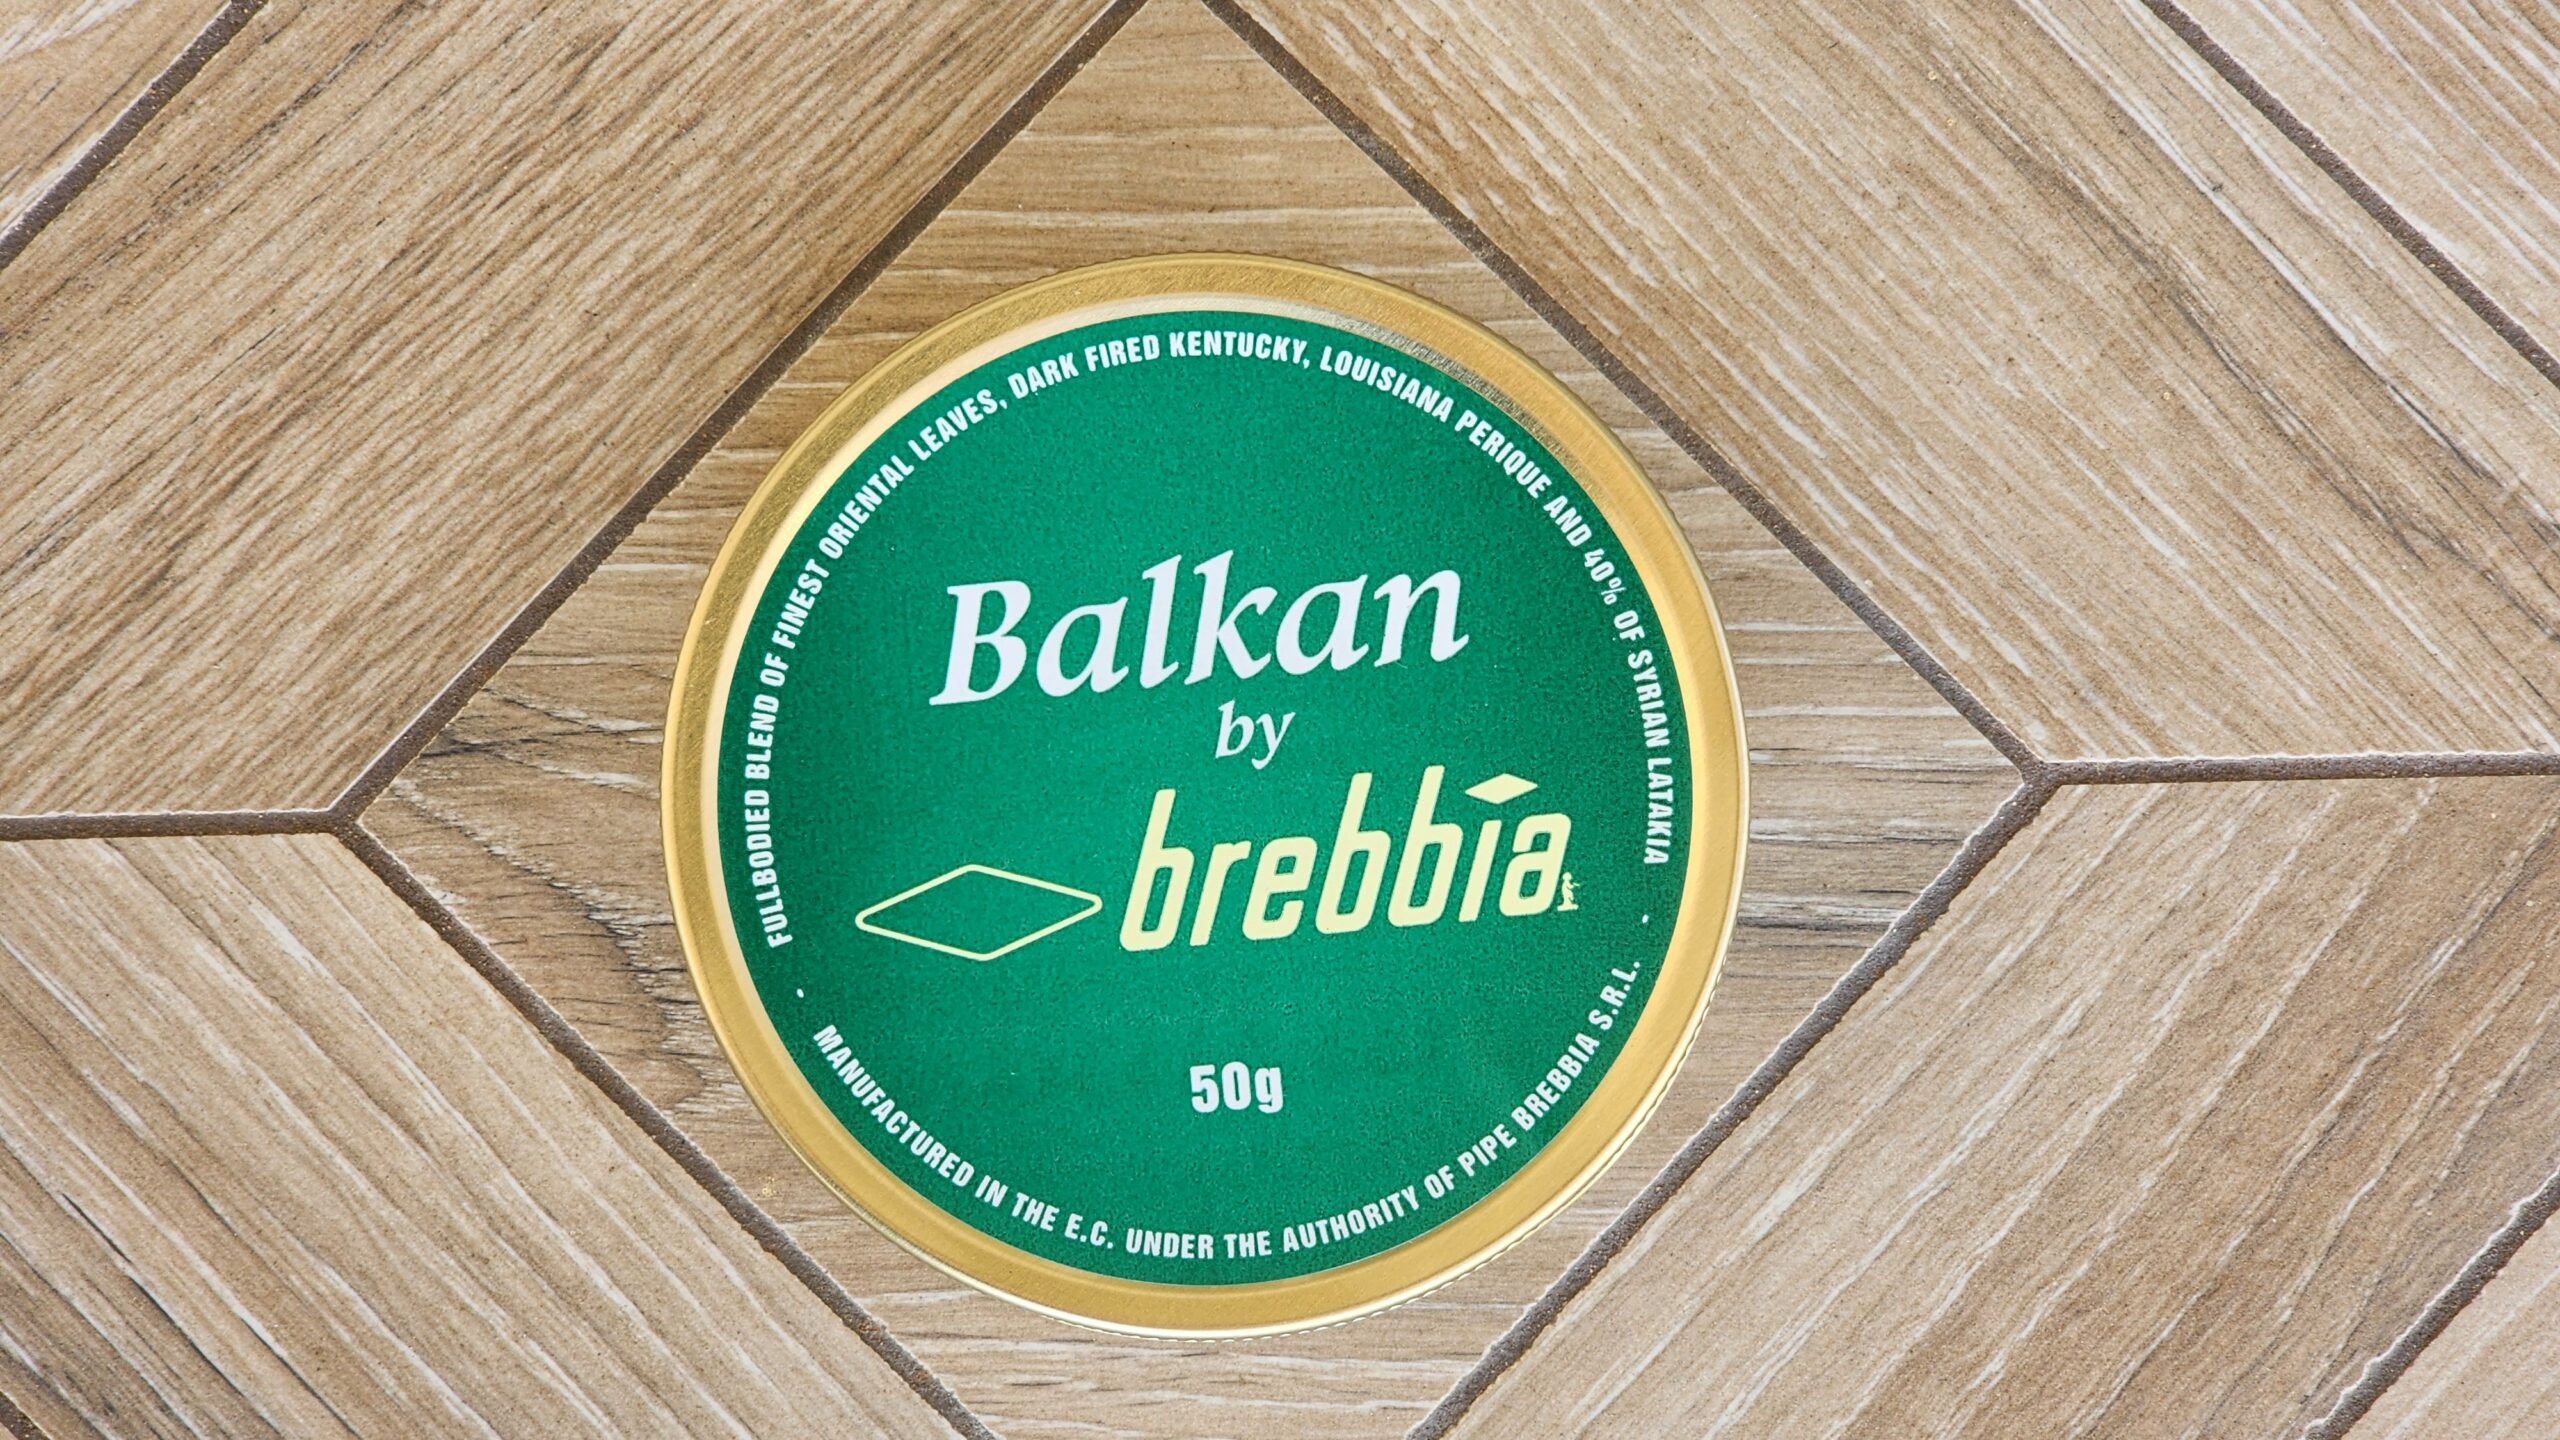 FULLBODIED BLEND OF FINEST ORIENTAL LEAVES, DARK FIRED KENTUCKY, LOUISIANA PERIQUE AND 40% OF SYRIAN LATAKIA
Balkan
by
brebbia
50g
MANUFACTURED IN THE E.C. UNDER THE AUTHORITY OF PIPE BREBBIA S.R.L.